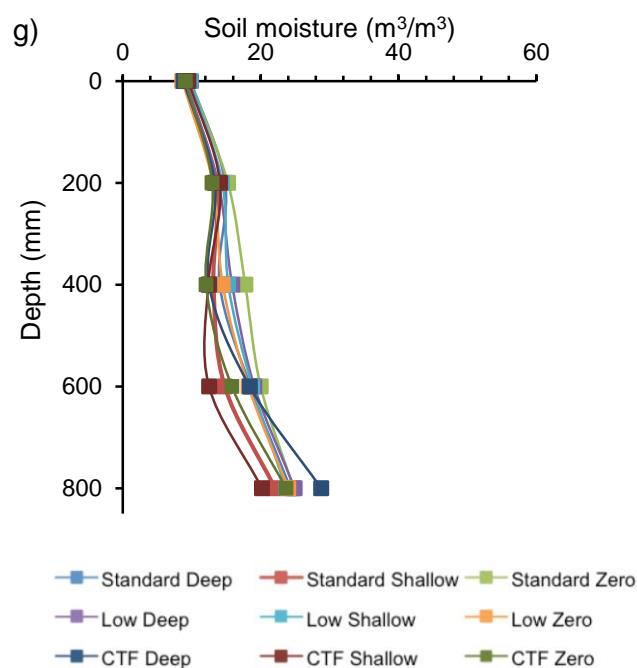 g)
Soil moisture (m³/m³)
0 20 40 60
0
200
400
600
800
Depth (mm)
Standard Deep Standard Shallow Standard Zero
Low Deep Low Shallow Low Zero
CTF Deep CTF Shallow CTF Zero